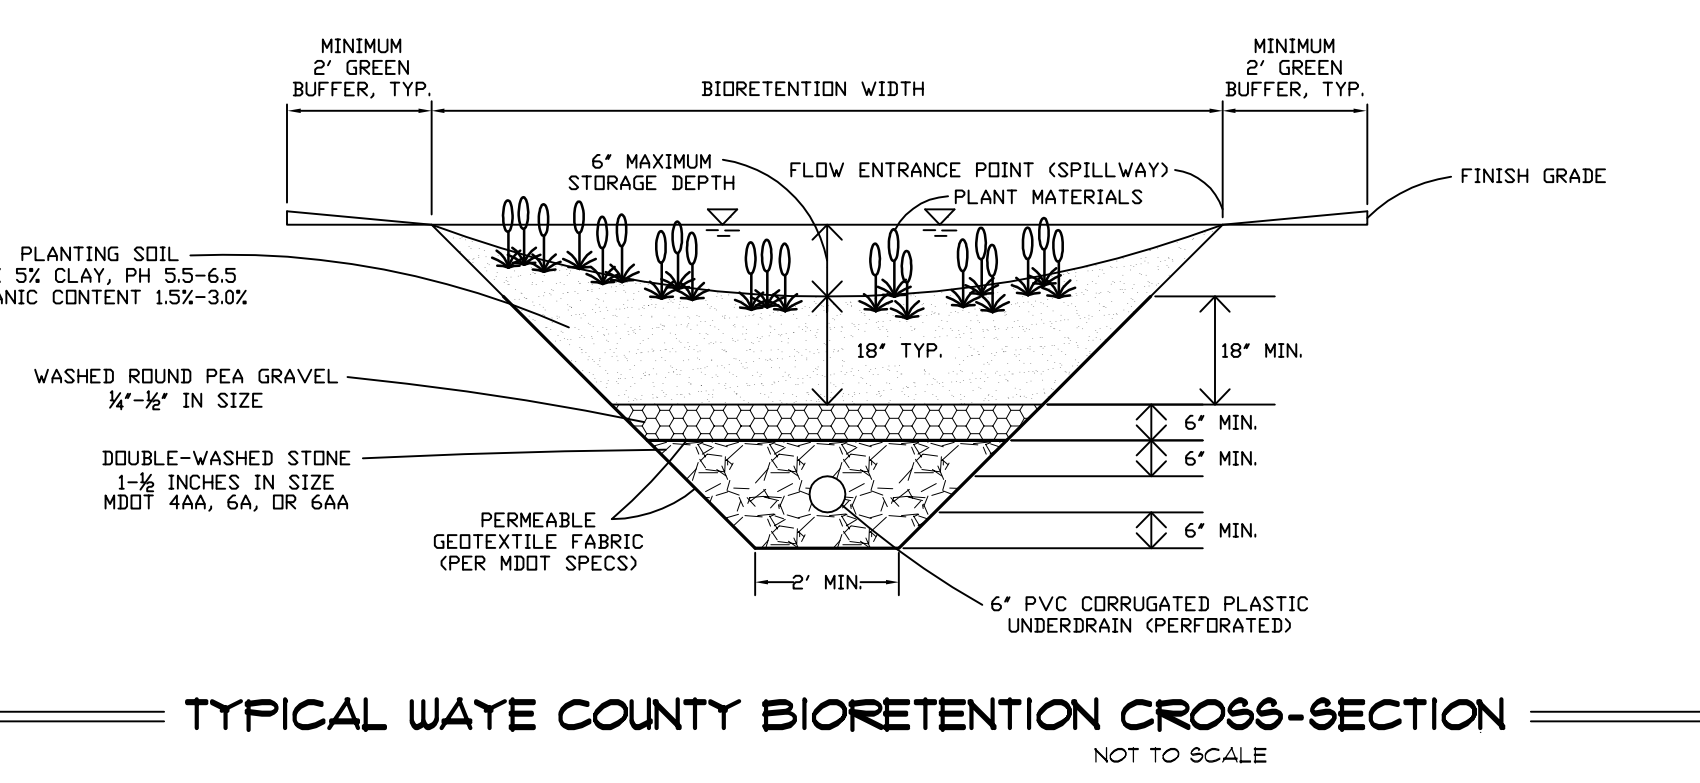 MINIMUM
2' GREEN
BUFFER, TYP.
BIORETENTION WIDTH
MINIMUM
2' GREEN
BUFFER, TYP.
6" MAXIMUM
STORAGE DEPTH
FLOW ENTRANCE POINT (SPILLWAY)
PLANT MATERIALS
FINISH GRADE
PLANTING SOIL
5% CLAY, PH 5.5-6.5
CONTENT 1.5%-3.0%
18" TYP.
18" MIN.
WASHED ROUND PEA GRAVEL
¼"-½" IN SIZE
6" MIN.
6" MIN.
6" MIN.
DOUBLE-WASHED STONE
1-½ INCHES IN SIZE
MDOT 4AA, 6A, OR 6AA
PERMEABLE
GEOTEXTILE FABRIC
(PER MDOT SPECS)
2' MIN.
6" PVC CORRUGATED PLASTIC
UNDERDRAIN (PERFORATED)
TYPICAL WAYE COUNTY BIORETENTION CROSS-SECTION
NOT TO SCALE